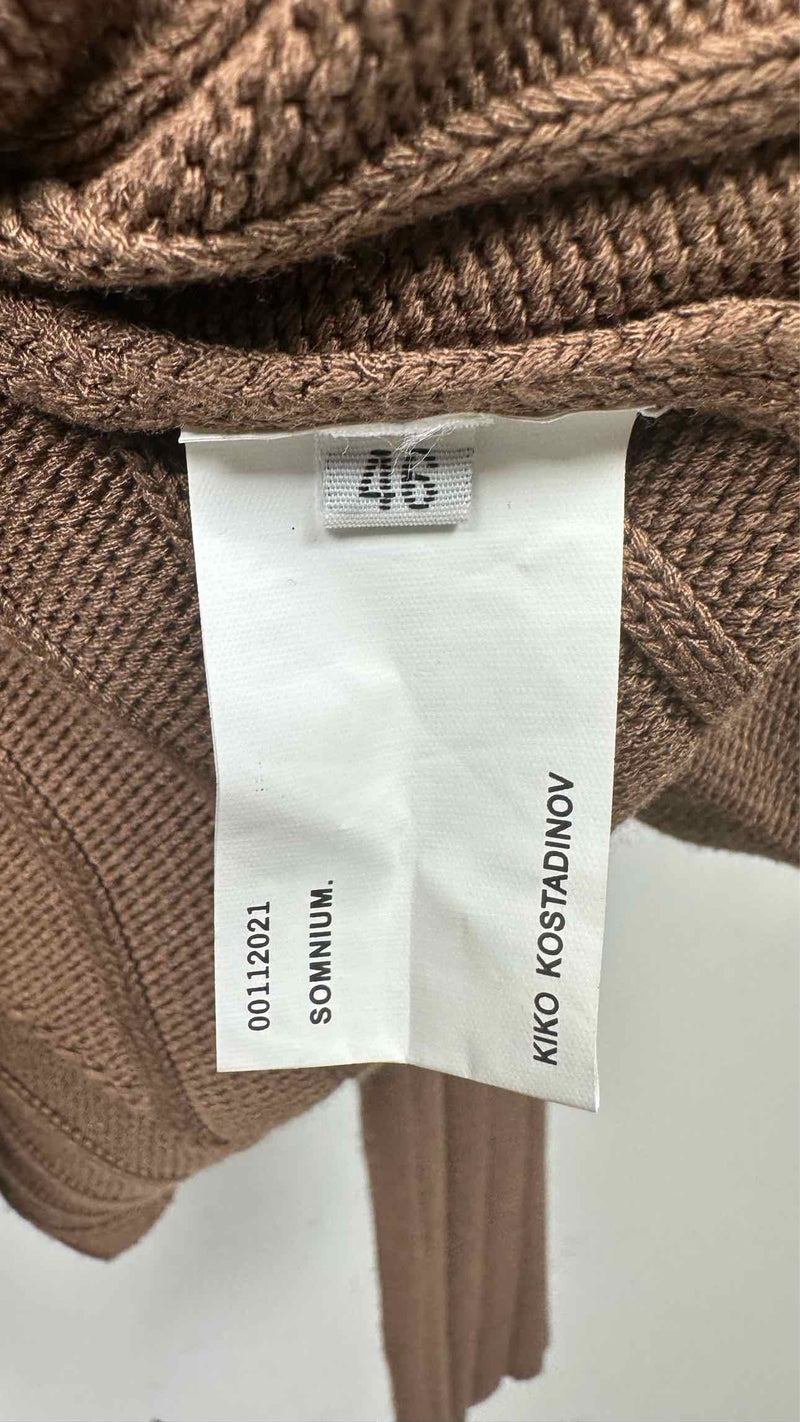 46
00112021
SOMNIUM.
KIKO KOSTADINOV